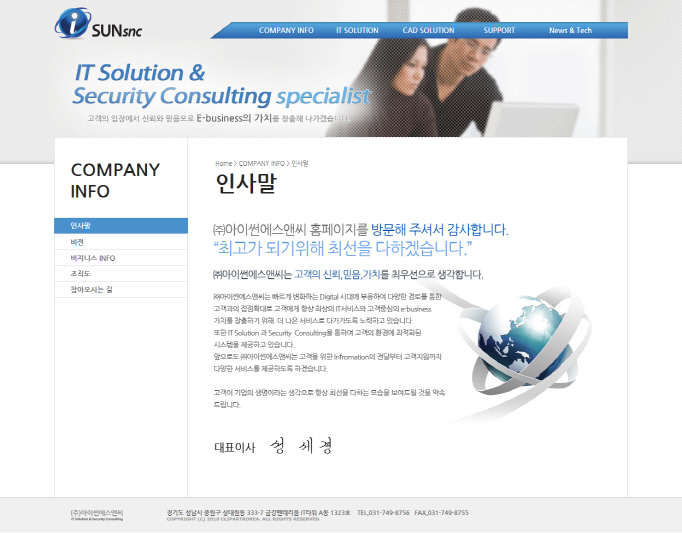 i SUNsnc
COMPANY INFO IT SOLUTION CAD SOLUTION SUPPORT News & Tech
IT Solution &
Security Consulting specialist
고객의 입장에서 신뢰와 믿음으로 E-business의 가치를 창출해 나가겠습니다.
COMPANY
INFO
인사말
비전
비지니스 INFO
조직도
찾아오시는 길
Home > COMPANY INFO > 인사말
인사말
㈜아이썬에스앤씨 홈페이지를 방문해 주셔서 감사합니다.
“최고가 되기위해 최선을 다하겠습니다.”
㈜아이썬에스앤씨는 고객의 신뢰,믿음,가치를 최우선으로 생각합니다.
㈜아이썬에스앤씨는 빠르게 변화하는 Digital 시대에 부응하여 다양한 경로를 통한
고객과의 접점확대로 고객에게 항상 최상의 IT서비스와 고객중심의 e-business
가치를 창출하기 위해 더 나은 서비스로 다가가도록 노력하고 있습니다.
또한 IT Solution 과 Security Consulting을 통하여 고객의 환경에 최적화된
시스템을 제공하고 있습니다.
앞으로도 ㈜아이썬에스앤씨는 고객을 위한 Infromation의 전달부터 고객지원까지
다양한 서비스를 제공하도록 하겠습니다.
고객이 기업의 생명이라는 생각으로 항상 최선을 다하는 모습을 보여드릴 것을 약속
드립니다.
대표이사 성 세 경
(주)아이썬에스앤씨
IT Solution & Security Consulting
경기도 성남시 중원구 상대원동 333-7 금강펜테리움 IT타워 A동 1323호 TEL,031-749-8756 FAX,031-749-8755
COPYRIGHT (C) 2010 CLIPARTKOREA. ALL RIGHTS RESERVED.